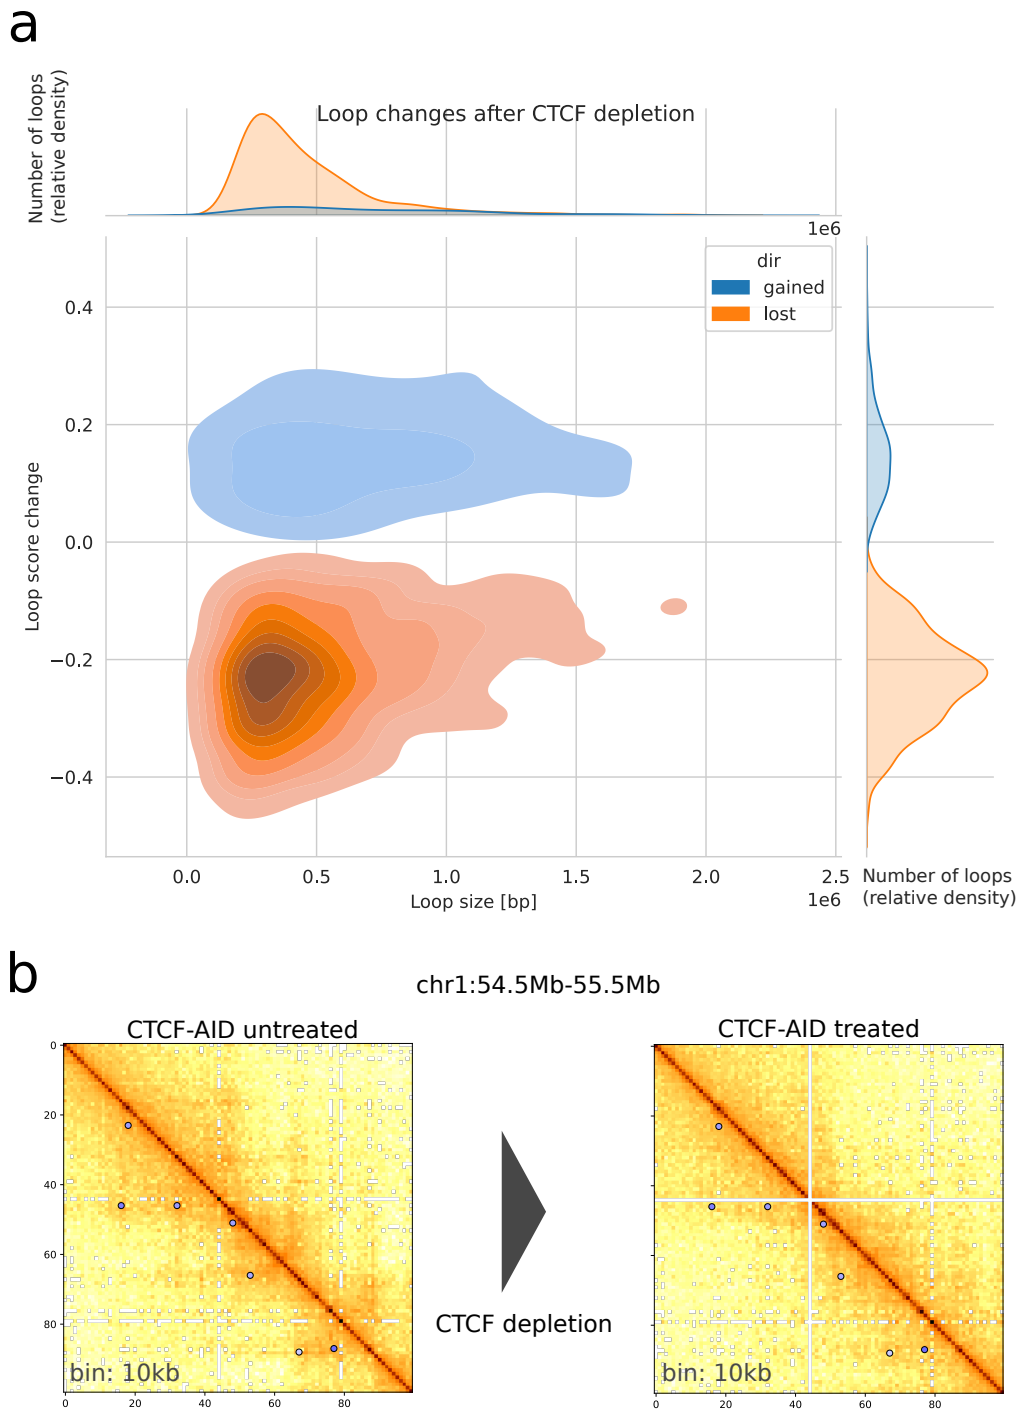 a
Number of loops
(relative density)
Loop changes after CTCF depletion
1e6
dir
gained
lost
Loop score change
0.4
0.2
0.0
−0.2
−0.4
0.0 0.5 1.0 1.5 2.0 2.5
Loop size [bp]
1e6
Number of loops
(relative density)
b
chr1:54.5Mb-55.5Mb
CTCF-AID untreated
0
20
40
60
80
bin: 10kb
0 20 40 60 80
CTCF depletion
CTCF-AID treated
0
20
40
60
80
bin: 10kb
0 20 40 60 80